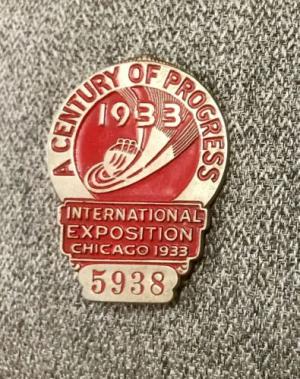 A CENTURY OF PROGRESS
1933
INTERNATIONAL
EXPOSITION
CHICAGO 1933
5938